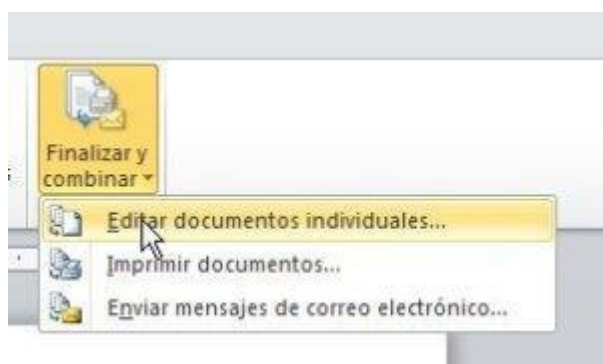 Finalizar y
combinar
Editar documentos individuales...
Imprimir documentos...
Enviar mensajes de correo electrónico...